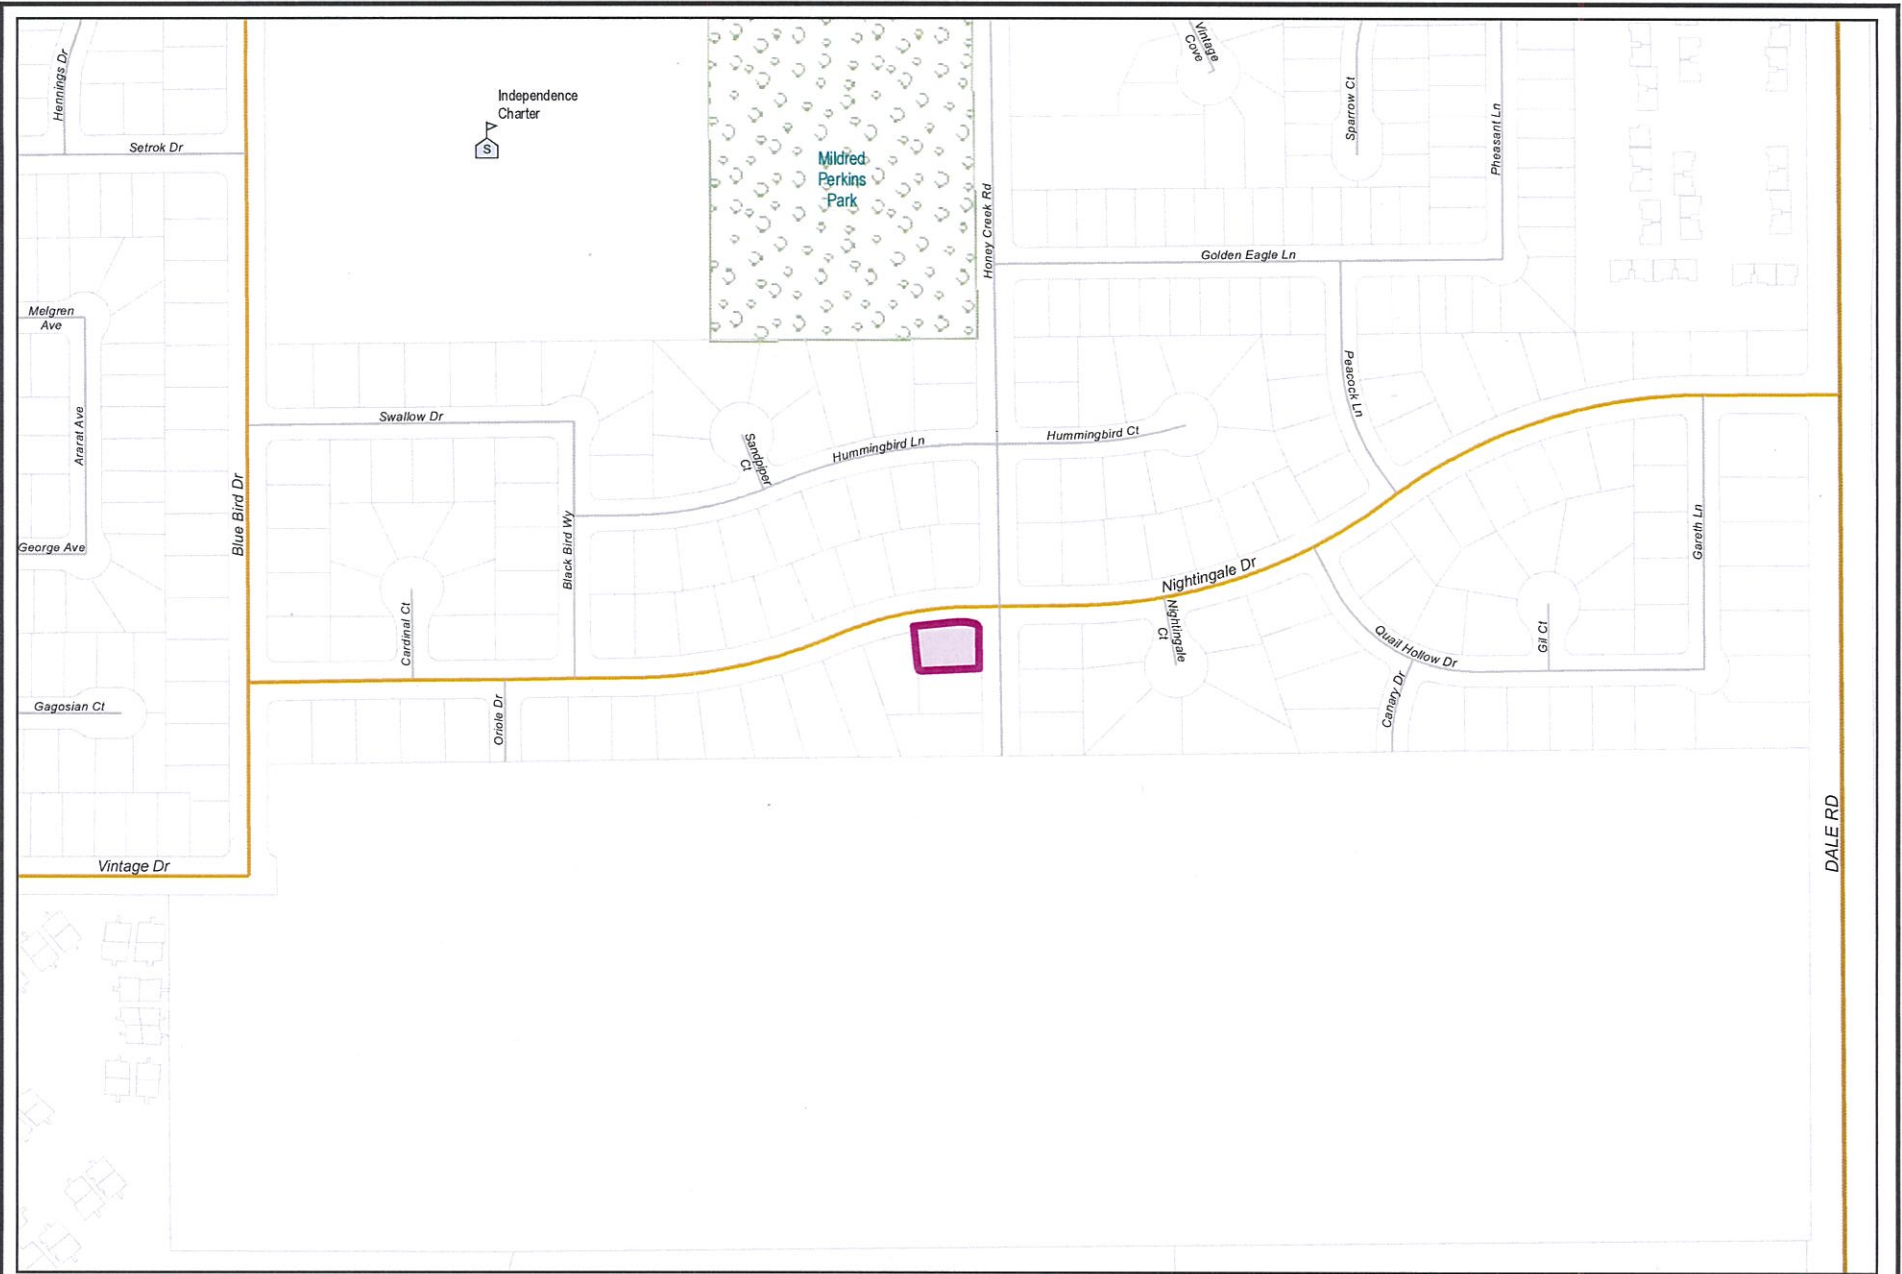 Hennings Dr
Setrok Dr
Independence
Charter
S
Mildred
Perkins
Park
Honey Creek Rd
Vintage
Cove
Sparrow Ct
Pheasant Ln
Golden Eagle Ln
Melgren
Ave
Ararat Ave
George Ave
Blue Bird Dr
Swallow Dr
Sandpiper
Ct
Hummingbird Ln
Hummingbird Ct
Peacock Ln
Black Bird Wy
Cardinal Ct
Nightingale Dr
Nightingale
Ct
Gareth Ln
Gil Ct
Quail Hollow Dr
Canary Dr
Gagosian Ct
Oriole Dr
Vintage Dr
DALE RD